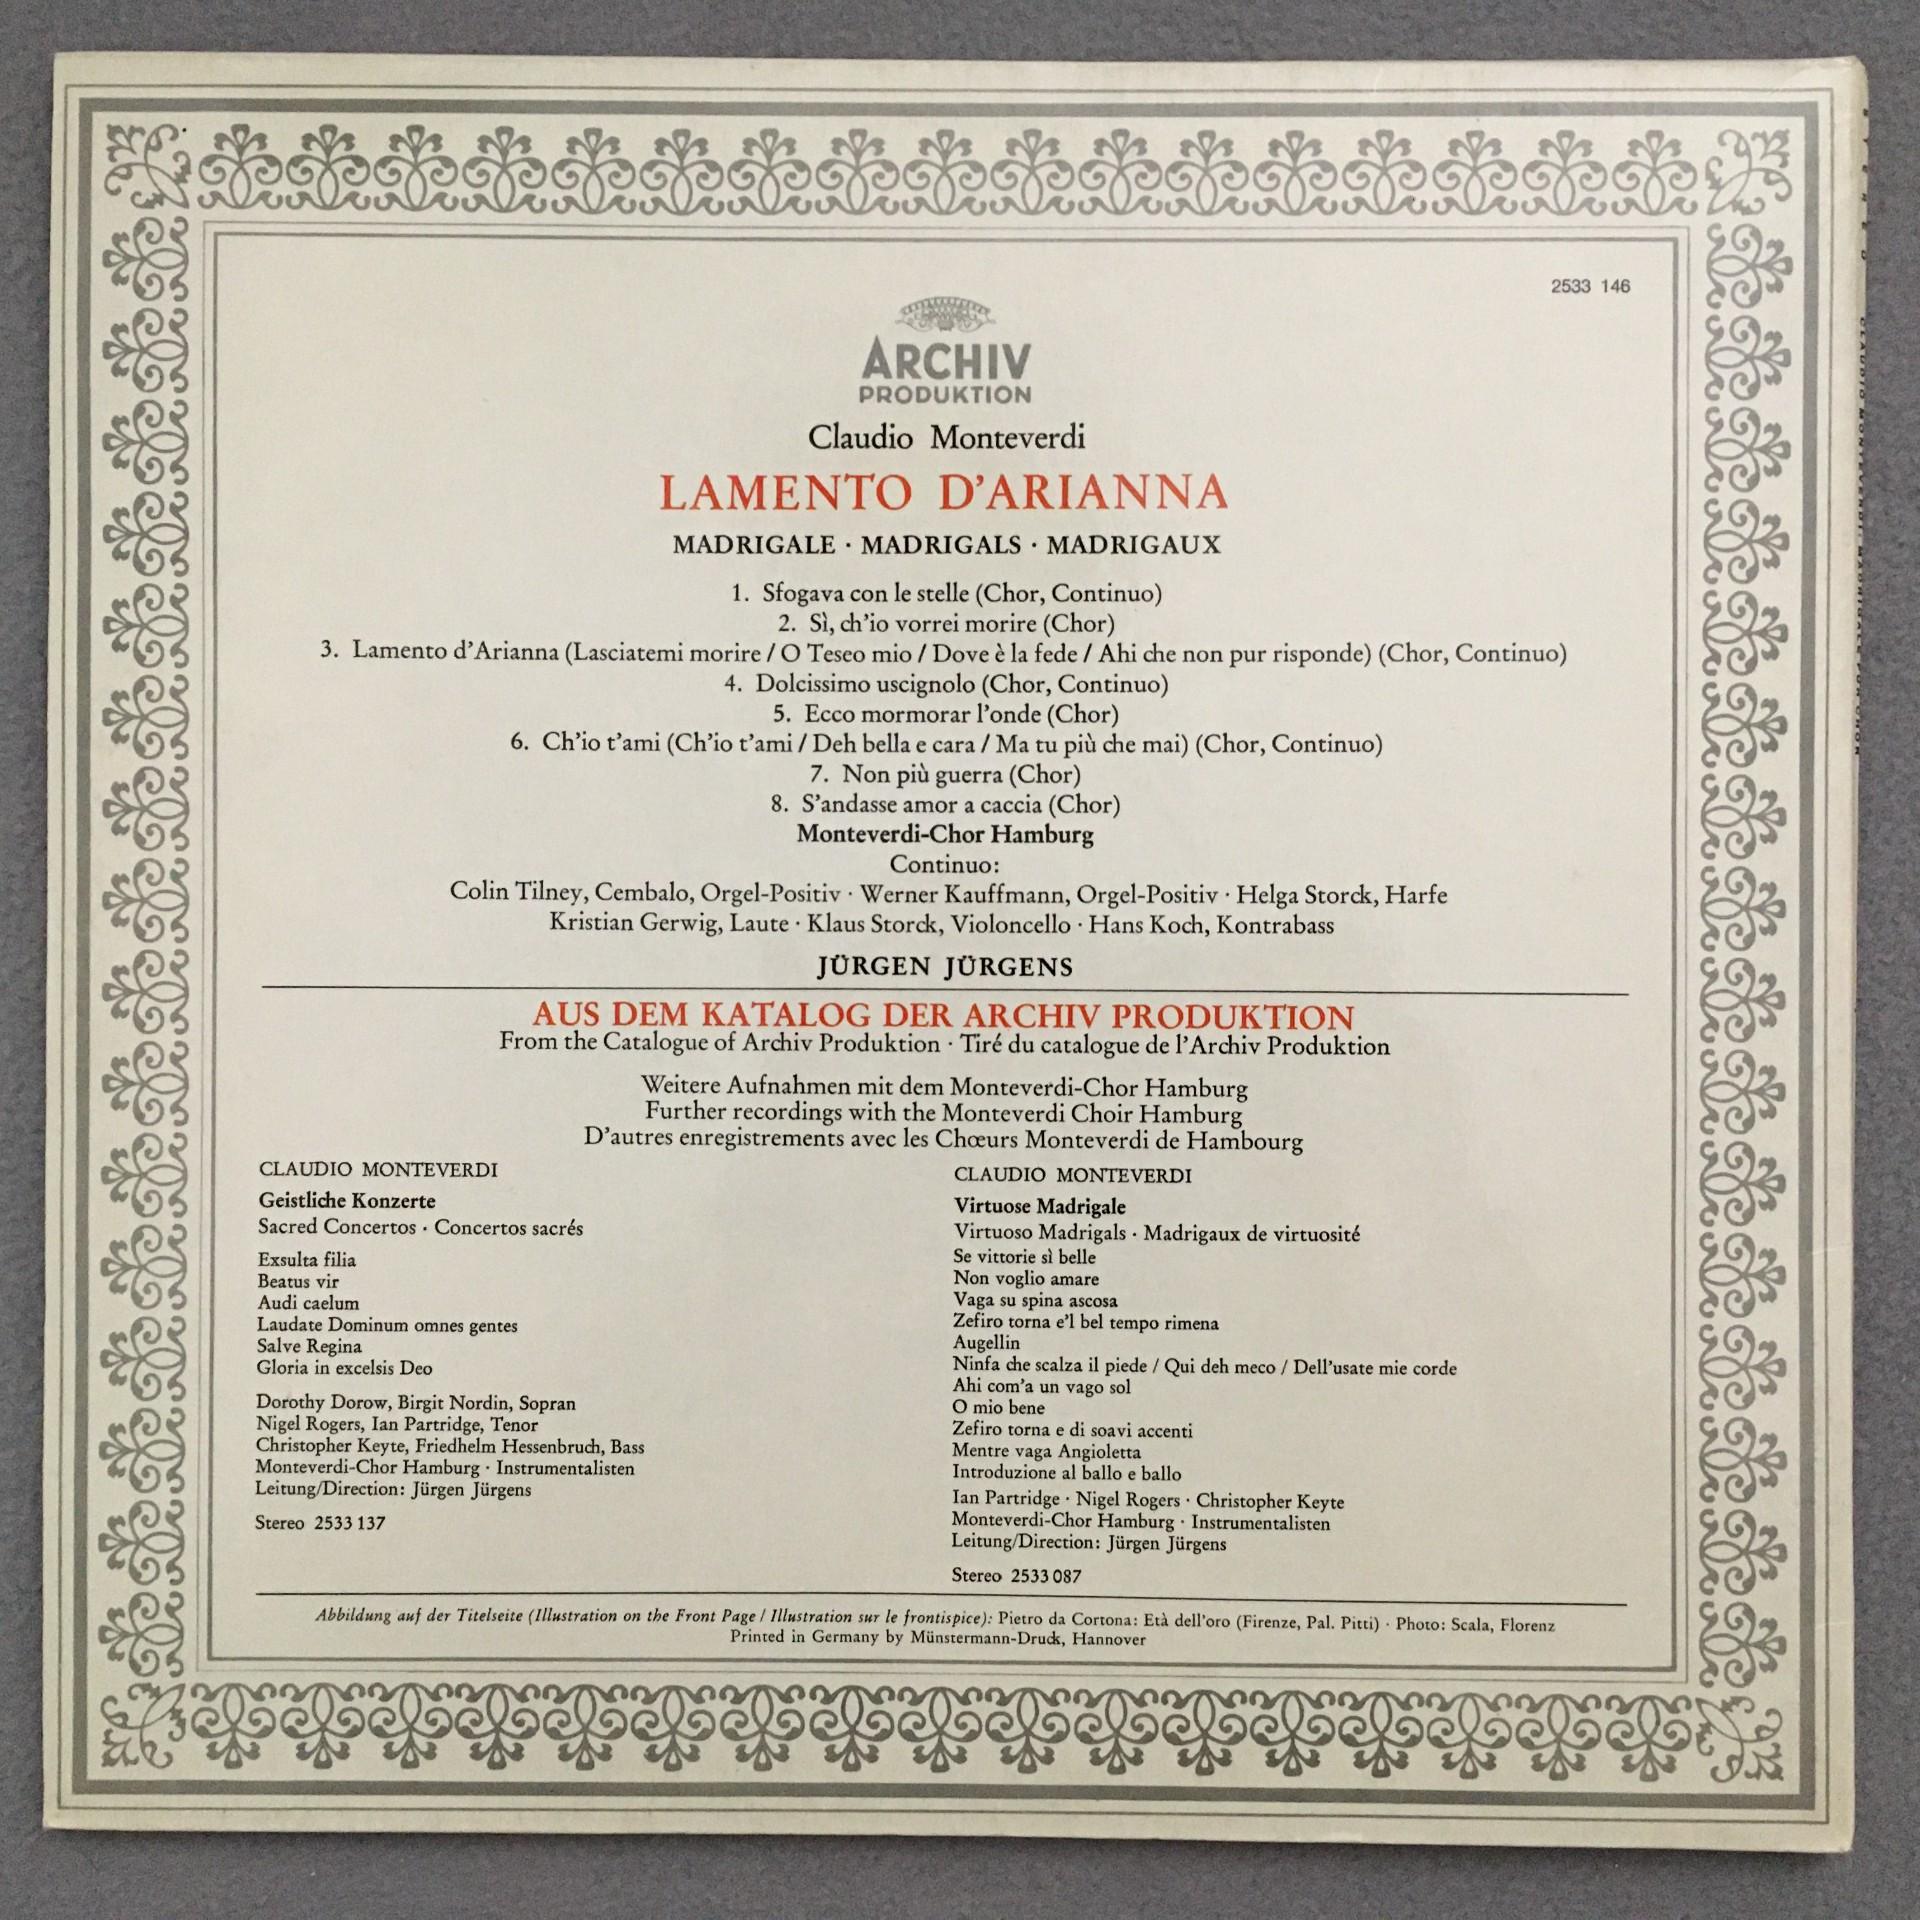 2533 146
ARCHIV
PRODUKTION
Claudio Monteverdi
LAMENTO D'ARIANNA
MADRIGALE · MADRIGALS · MADRIGAUX
1. Sfogava con le stelle (Chor, Continuo)
2. Sì, ch'io vorrei morire (Chor)
3. Lamento d'Arianna (Lasciatemi morire / O Teseo mio / Dove è la fede / Ahi che non pur risponde) (Chor, Continuo)
4. Dolcissimo uscignolo (Chor, Continuo)
5. Ecco mormorar l'onde (Chor)
6. Ch'io t'ami (Ch'io t'ami / Deh bella e cara / Ma tu più che mai) (Chor, Continuo)
7. Non più guerra (Chor)
8. S'andasse amor a caccia (Chor)
Monteverdi-Chor Hamburg
Continuo:
Colin Tilney, Cembalo, Orgel-Positiv · Werner Kauffmann, Orgel-Positiv · Helga Storck, Harfe
Kristian Gerwig, Laute · Klaus Storck, Violoncello · Hans Koch, Kontrabass
JÜRGEN JÜRGENS
AUS DEM KATALOG DER ARCHIV PRODUKTION
From the Catalogue of Archiv Produktion · Tiré du catalogue de l'Archiv Produktion
Weitere Aufnahmen mit dem Monteverdi-Chor Hamburg
Further recordings with the Monteverdi Choir Hamburg
D'autres enregistrements avec les Chœurs Monteverdi de Hambourg
CLAUDIO MONTEVERDI
Geistliche Konzerte
Sacred Concertos · Concertos sacrés
Exsulta filia
Beatus vir
Audi caelum
Laudate Dominum omnes gentes
Salve Regina
Gloria in excelsis Deo
Dorothy Dorow, Birgit Nordin, Sopran
Nigel Rogers, Ian Partridge, Tenor
Christopher Keyte, Friedhelm Hessenbruch, Bass
Monteverdi-Chor Hamburg · Instrumentalisten
Leitung/Direction: Jürgen Jürgens
Stereo 2533 137
CLAUDIO MONTEVERDI
Virtuose Madrigale
Virtuoso Madrigals · Madrigaux de virtuosité
Se vittorie sì belle
Non voglio amare
Vaga su spina ascosa
Zefiro torna e'l bel tempo rimena
Augellin
Ninfa che scalza il piede / Qui deh meco / Dell'usate mie corde
Ahi com'a un vago sol
O mio bene
Zefiro torna e di soavi accenti
Mentre vaga Angioletta
Introduzione al ballo e ballo
Ian Partridge · Nigel Rogers · Christopher Keyte
Monteverdi-Chor Hamburg · Instrumentalisten
Leitung/Direction: Jürgen Jürgens
Stereo 2533 087
Abbildung auf der Titelseite (Illustration on the Front Page / Illustration sur le frontispice): Pietro da Cortona: Età dell'oro (Firenze, Pal. Pitti) · Photo: Scala, Florenz
Printed in Germany by Münstermann-Druck, Hannover
CLAUDIO MONTEVERDI: MADRIGALE FÜR CHOR